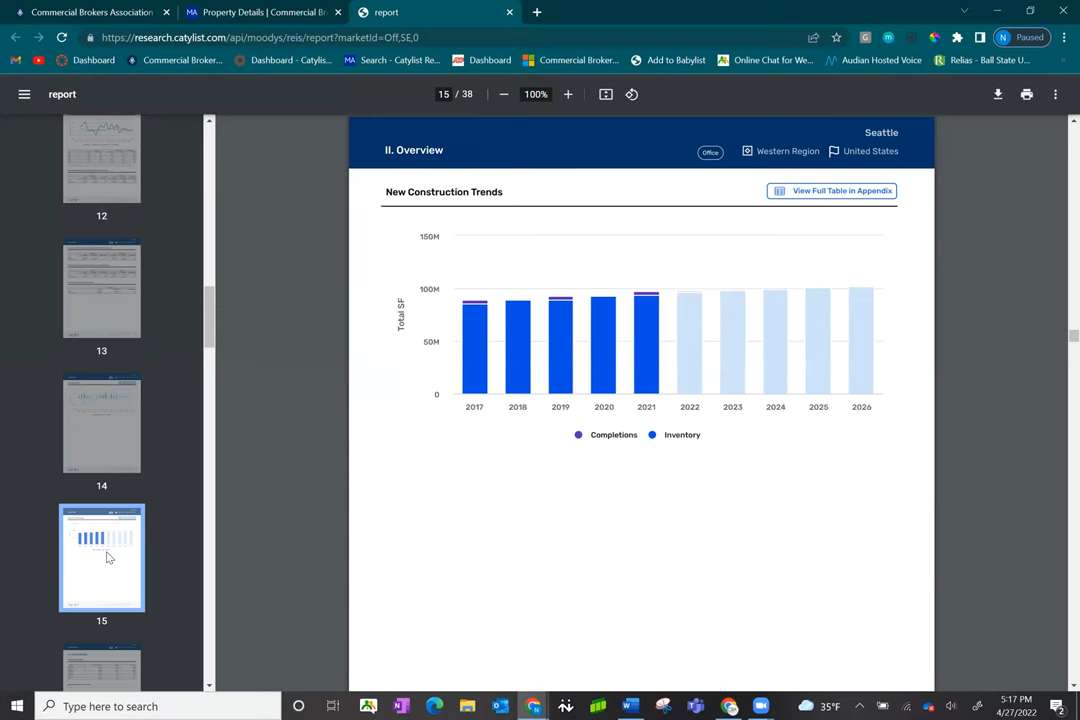 Commercial Brokers Association
Property Details | Commercial Br
report
https://research.catylist.com/api/moodys/reis/report?marketId=Off,SE,0
N Paused
Dashboard
Commercial Broker...
Dashboard - Catylis...
MA Search - Catylist Re...
Dashboard
Commercial Broker...
Add to Babylist
Online Chat for We...
Audian Hosted Voice
Relias - Ball State U...
report
15 / 38
100%
12
13
14
15
Seattle
II. Overview
Office
Western Region
United States
New Construction Trends
View Full Table in Appendix
150M
100M
50M
0
Total SF
2017 2018 2019 2020 2021 2022 2023 2024 2025 2026
Completions Inventory
Type here to search
35°F
5:17 PM
4/27/2022